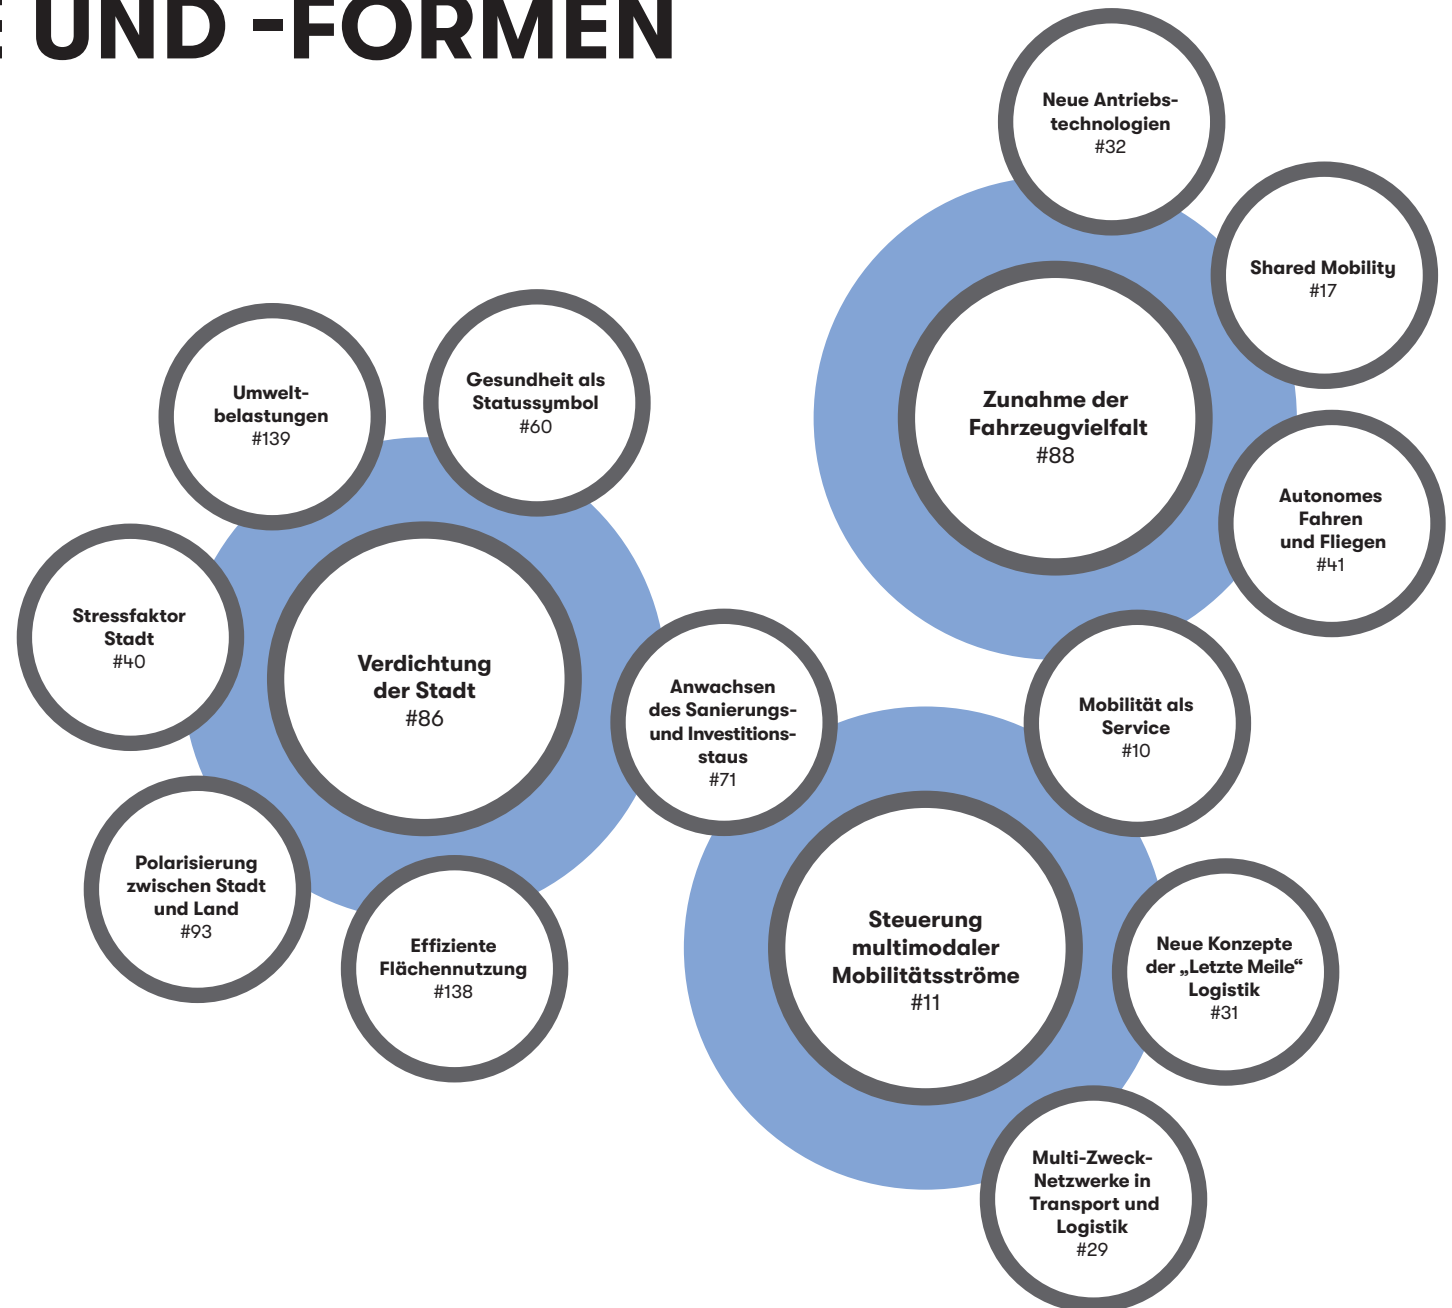 E UND -FORMEN
Neue Antriebs-
technologien
#32
Shared Mobility
#17
Zunahme der
Fahrzeugvielfalt
#88
Autonomes
Fahren
und Fliegen
#41
Umwelt-
belastungen
#139
Gesundheit als
Statussymbol
#60
Stressfaktor
Stadt
#40
Verdichtung
der Stadt
#86
Anwachsen
des Sanierungs-
und Investitions-
staus
#71
Mobilität als
Service
#10
Polarisierung
zwischen Stadt
und Land
#93
Effiziente
Flächennutzung
#138
Steuerung
multimodaler
Mobilitätsströme
#11
Neue Konzepte
der „Letzte Meile“
Logistik
#31
Multi-Zweck-
Netzwerke in
Transport und
Logistik
#29